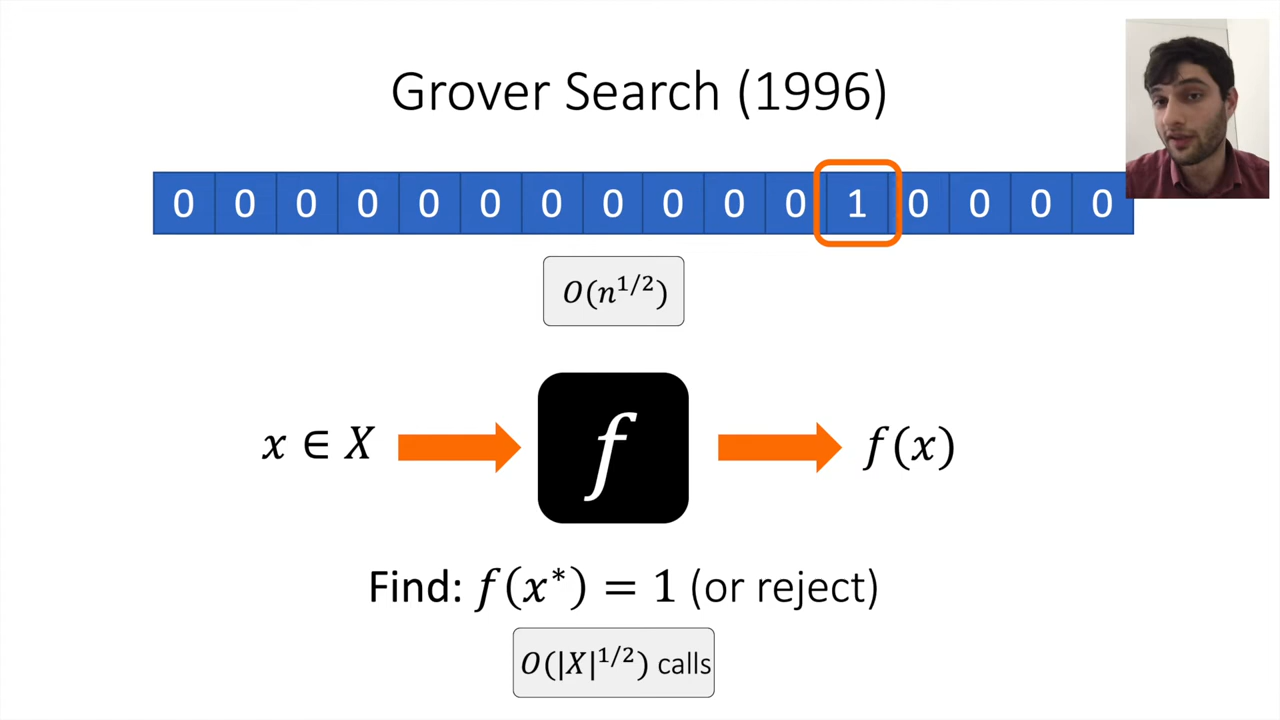 Grover Search (1996)
0 0 0 0 0 0 0 0 0 0 0 1 0 0 0 0
O(n^{1/2})
x ∈ X f f(x)
Find: f(x*) = 1 (or reject)
O(|X|^{1/2}) calls